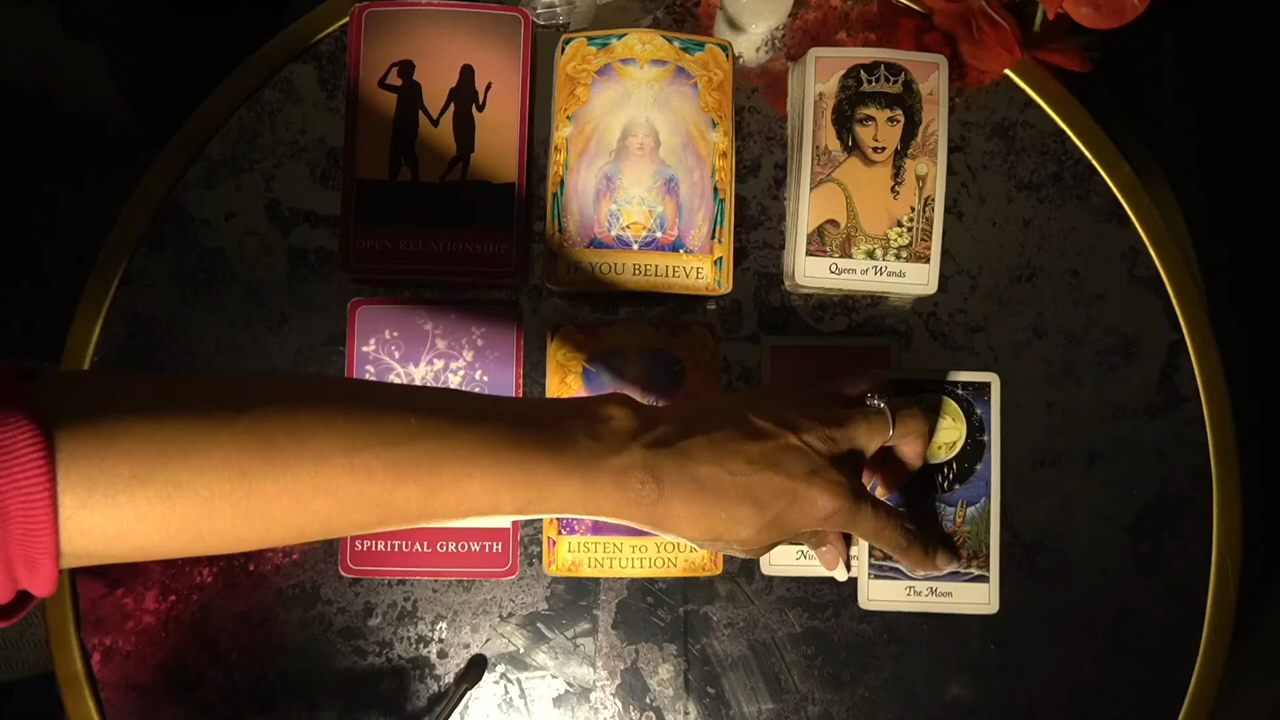 OPEN RELATIONSHIP
IF YOU BELIEVE
Queen of Wands
SPIRITUAL GROWTH
LISTEN TO YOUR
INTUITION
The Moon